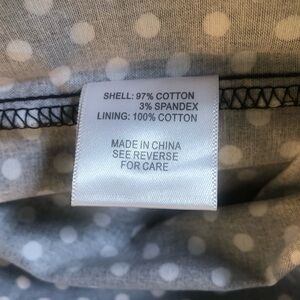 SHELL: 97% COTTON
3% SPANDEX
LINING: 100% COTTON
MADE IN CHINA
SEE REVERSE
FOR CARE